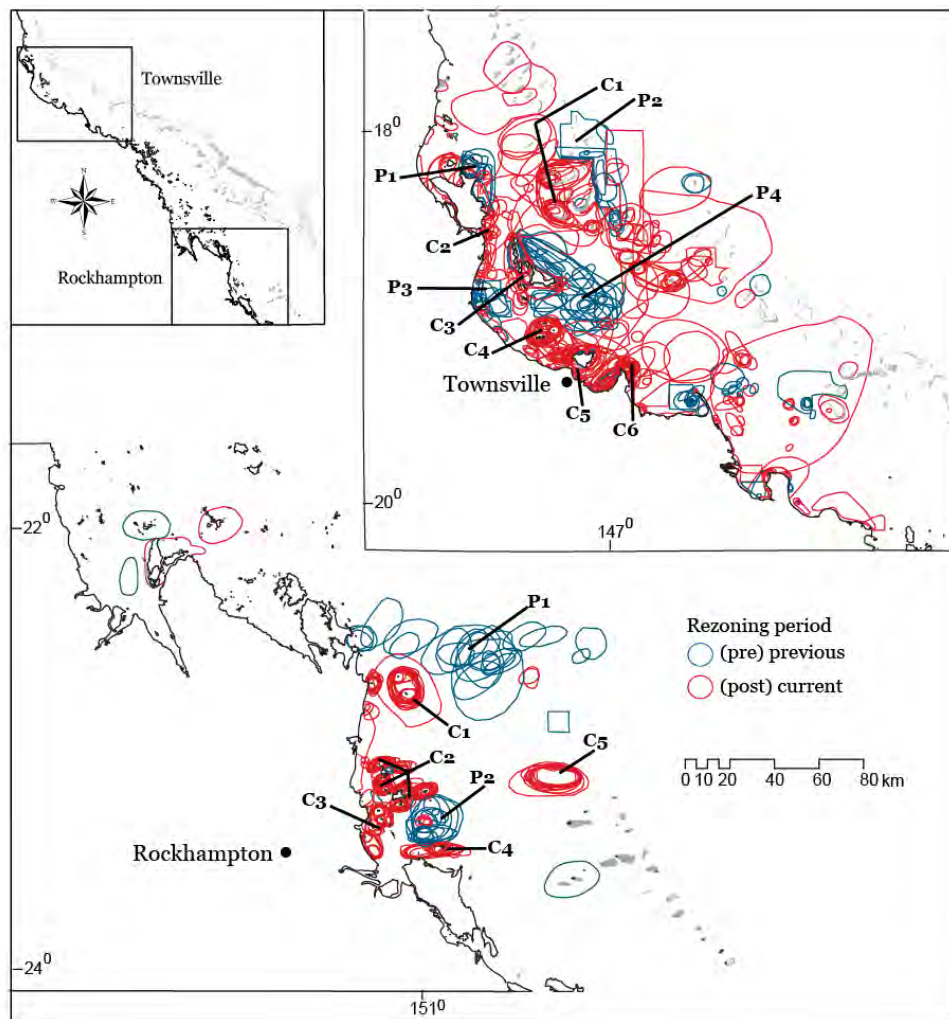 Townsville
N
W
E
S
Rockhampton
C1
P2
-18⁰
P1
P4
C2
P3
C3
C4
Townsville
C5
C6
-20⁰
147⁰
-22⁰
P1
Rezoning period
(pre) previous
(post) current
C1
C2
C5
P2
C3
0 5 10 20 40 60 80 km
C4
Rockhampton
-24⁰
151⁰